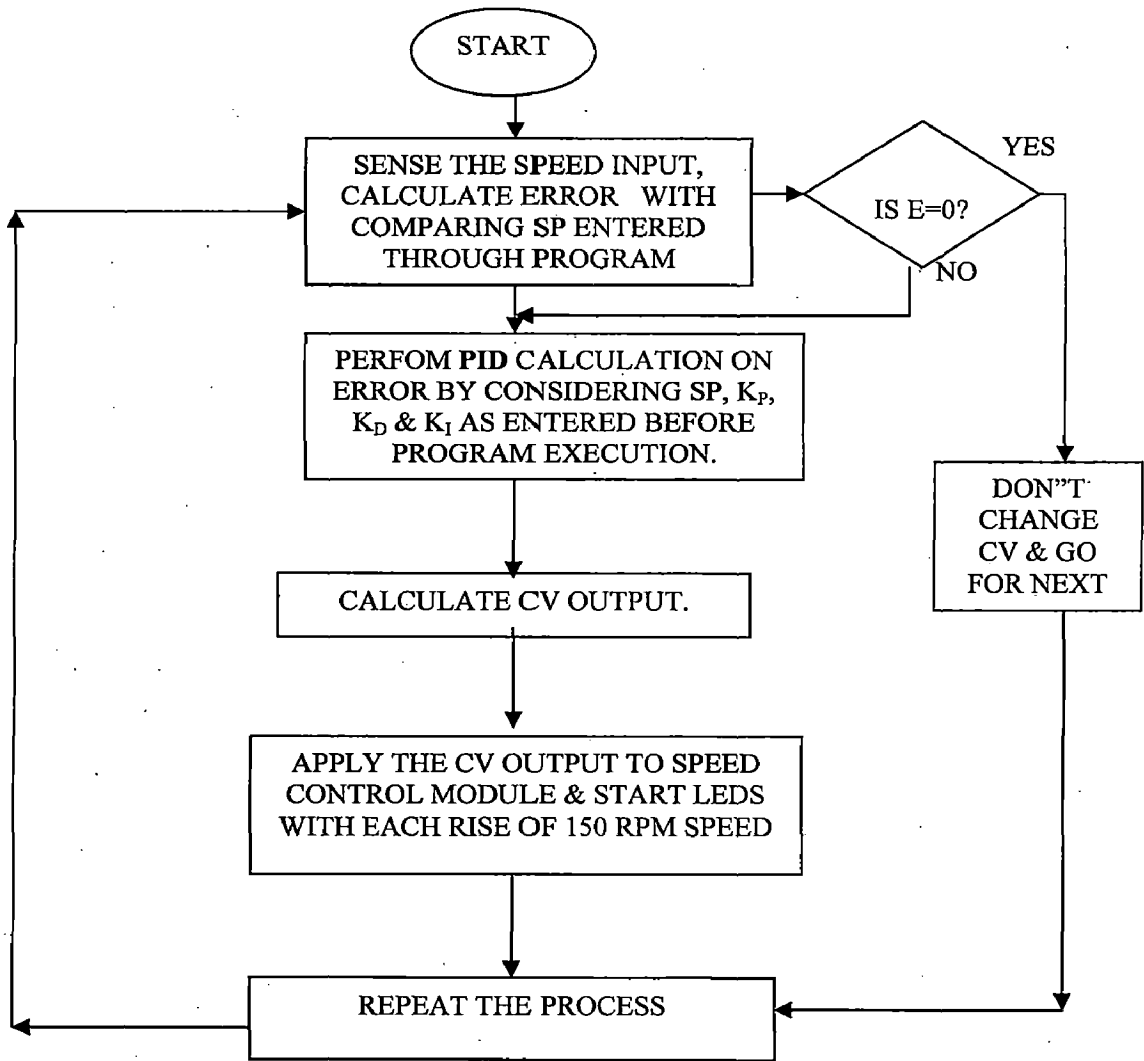 START
SENSE THE SPEED INPUT,
CALCULATE ERROR WITH
COMPARING SP ENTERED
THROUGH PROGRAM
YES
IS E=0?
NO
PERFOM PID CALCULATION ON
ERROR BY CONSIDERING SP, KP,
KD & KI AS ENTERED BEFORE
PROGRAM EXECUTION.
DON"T
CHANGE
CV & GO
FOR NEXT
CALCULATE CV OUTPUT.
APPLY THE CV OUTPUT TO SPEED
CONTROL MODULE & START LEDS
WITH EACH RISE OF 150 RPM SPEED
REPEAT THE PROCESS